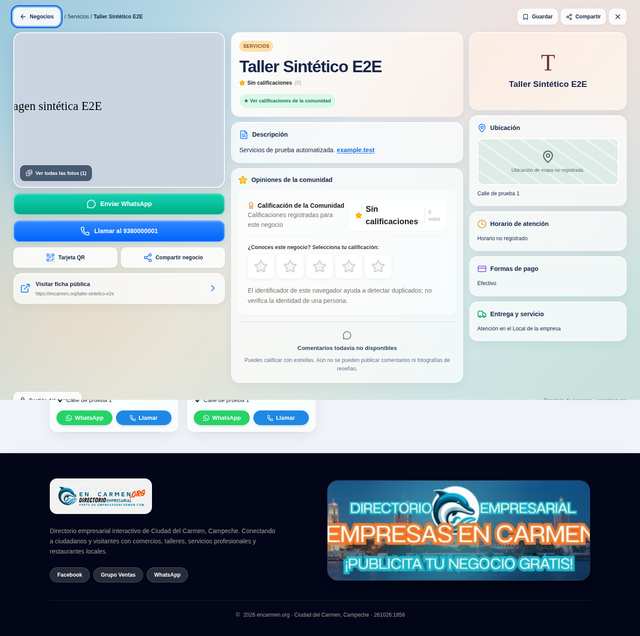 Negocios / Servicios / Taller Sintético E2E
Guardar
Compartir
agen sintética E2E
Ver todas las fotos (1)
Enviar WhatsApp
Llamar al 9380000001
Tarjeta QR
Compartir negocio
Visitar ficha pública
https://encarmen.org/taller-sintetico-e2e
SERVICIOS
Taller Sintético E2E
Sin calificaciones (0)
Ver calificaciones de la comunidad
Descripción
Servicios de prueba automatizada. example.test
Opiniones de la comunidad
Calificación de la Comunidad
Calificaciones registradas para
este negocio
Sin
calificaciones
0
votos
¿Conoces este negocio? Selecciona tu calificación:
El identificador de este navegador ayuda a detectar duplicados; no
verifica la identidad de una persona.
Comentarios todavía no disponibles
Puedes calificar con estrellas. Aún no se pueden publicar comentarios ni fotografías de
reseñas.
T
Taller Sintético E2E
Ubicación
Ubicación de mapa no registrada.
Calle de prueba 1
Horario de atención
Horario no registrado
Formas de pago
Efectivo
Entrega y servicio
Atención en el Local de la empresa
Calle de prueba 1
Calle de prueba 1
WhatsApp
Llamar
WhatsApp
Llamar
EN CARMEN.ORG
DIRECTORIO EMPRESARIAL
DIRECTORIO EMPRESARIAL
EMPRESAS EN CARMEN
¡PUBLICITA TU NEGOCIO GRATIS!
Directorio empresarial interactivo de Ciudad del Carmen, Campeche. Conectando
a ciudadanos y visitantes con comercios, talleres, servicios profesionales y
restaurantes locales.
Facebook
Grupo Ventas
WhatsApp
© 2026 encarmen.org - Ciudad del Carmen, Campeche - 261026.1858